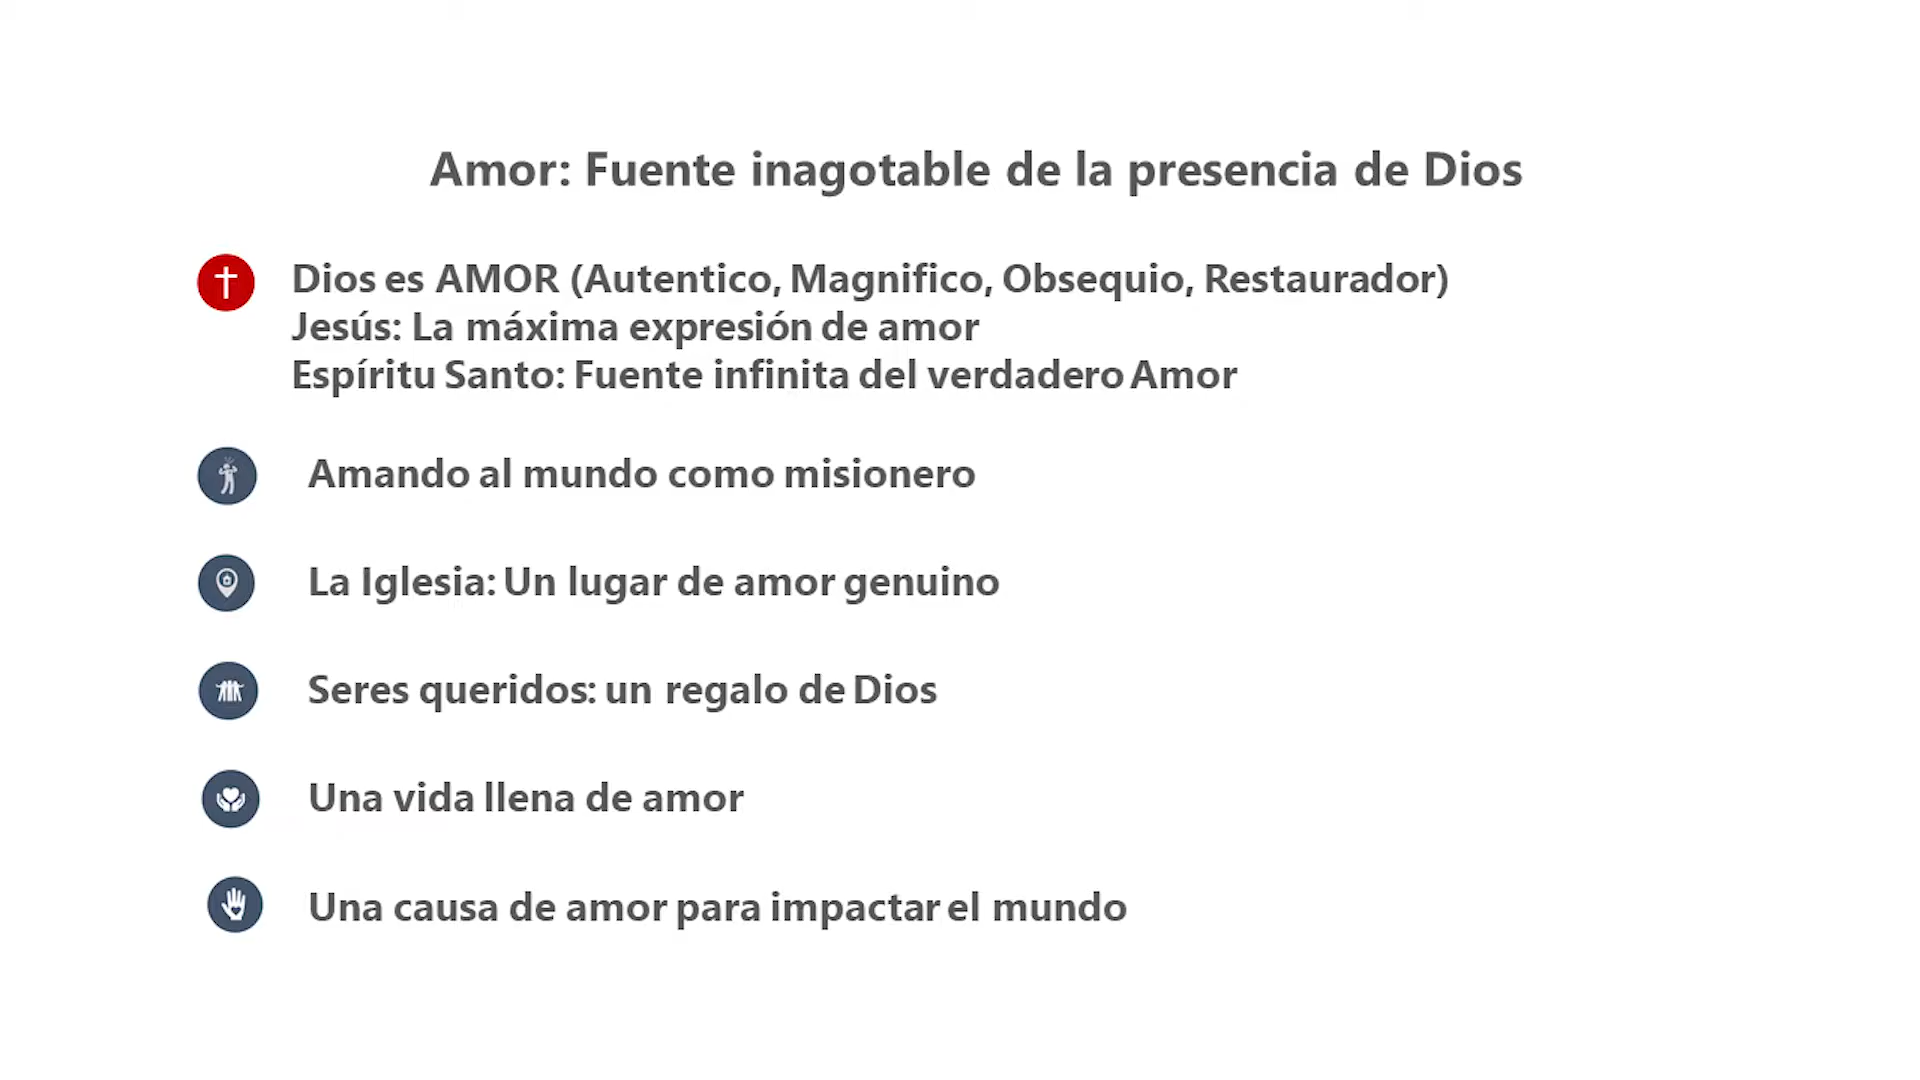 Amor: Fuente inagotable de la presencia de Dios
Dios es AMOR (Autentico, Magnifico, Obsequio, Restaurador)
Jesús: La máxima expresión de amor
Espíritu Santo: Fuente infinita del verdadero Amor
Amando al mundo como misionero
La Iglesia: Un lugar de amor genuino
Seres queridos: un regalo de Dios
Una vida llena de amor
Una causa de amor para impactar el mundo